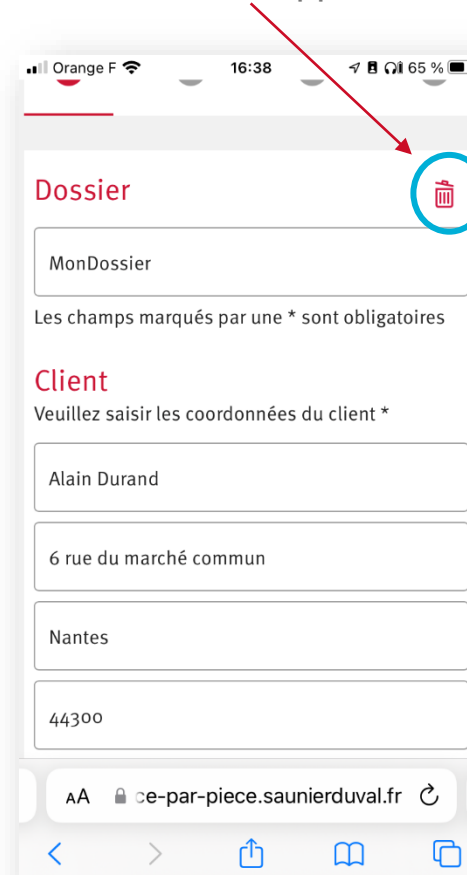 Orange F 16:38 65 %
Dossier
MonDossier
Les champs marqués par une * sont obligatoires
Client
Veuillez saisir les coordonnées du client *
Alain Durand
6 rue du marché commun
Nantes
44300
AA ce-par-piece.saunierduval.fr